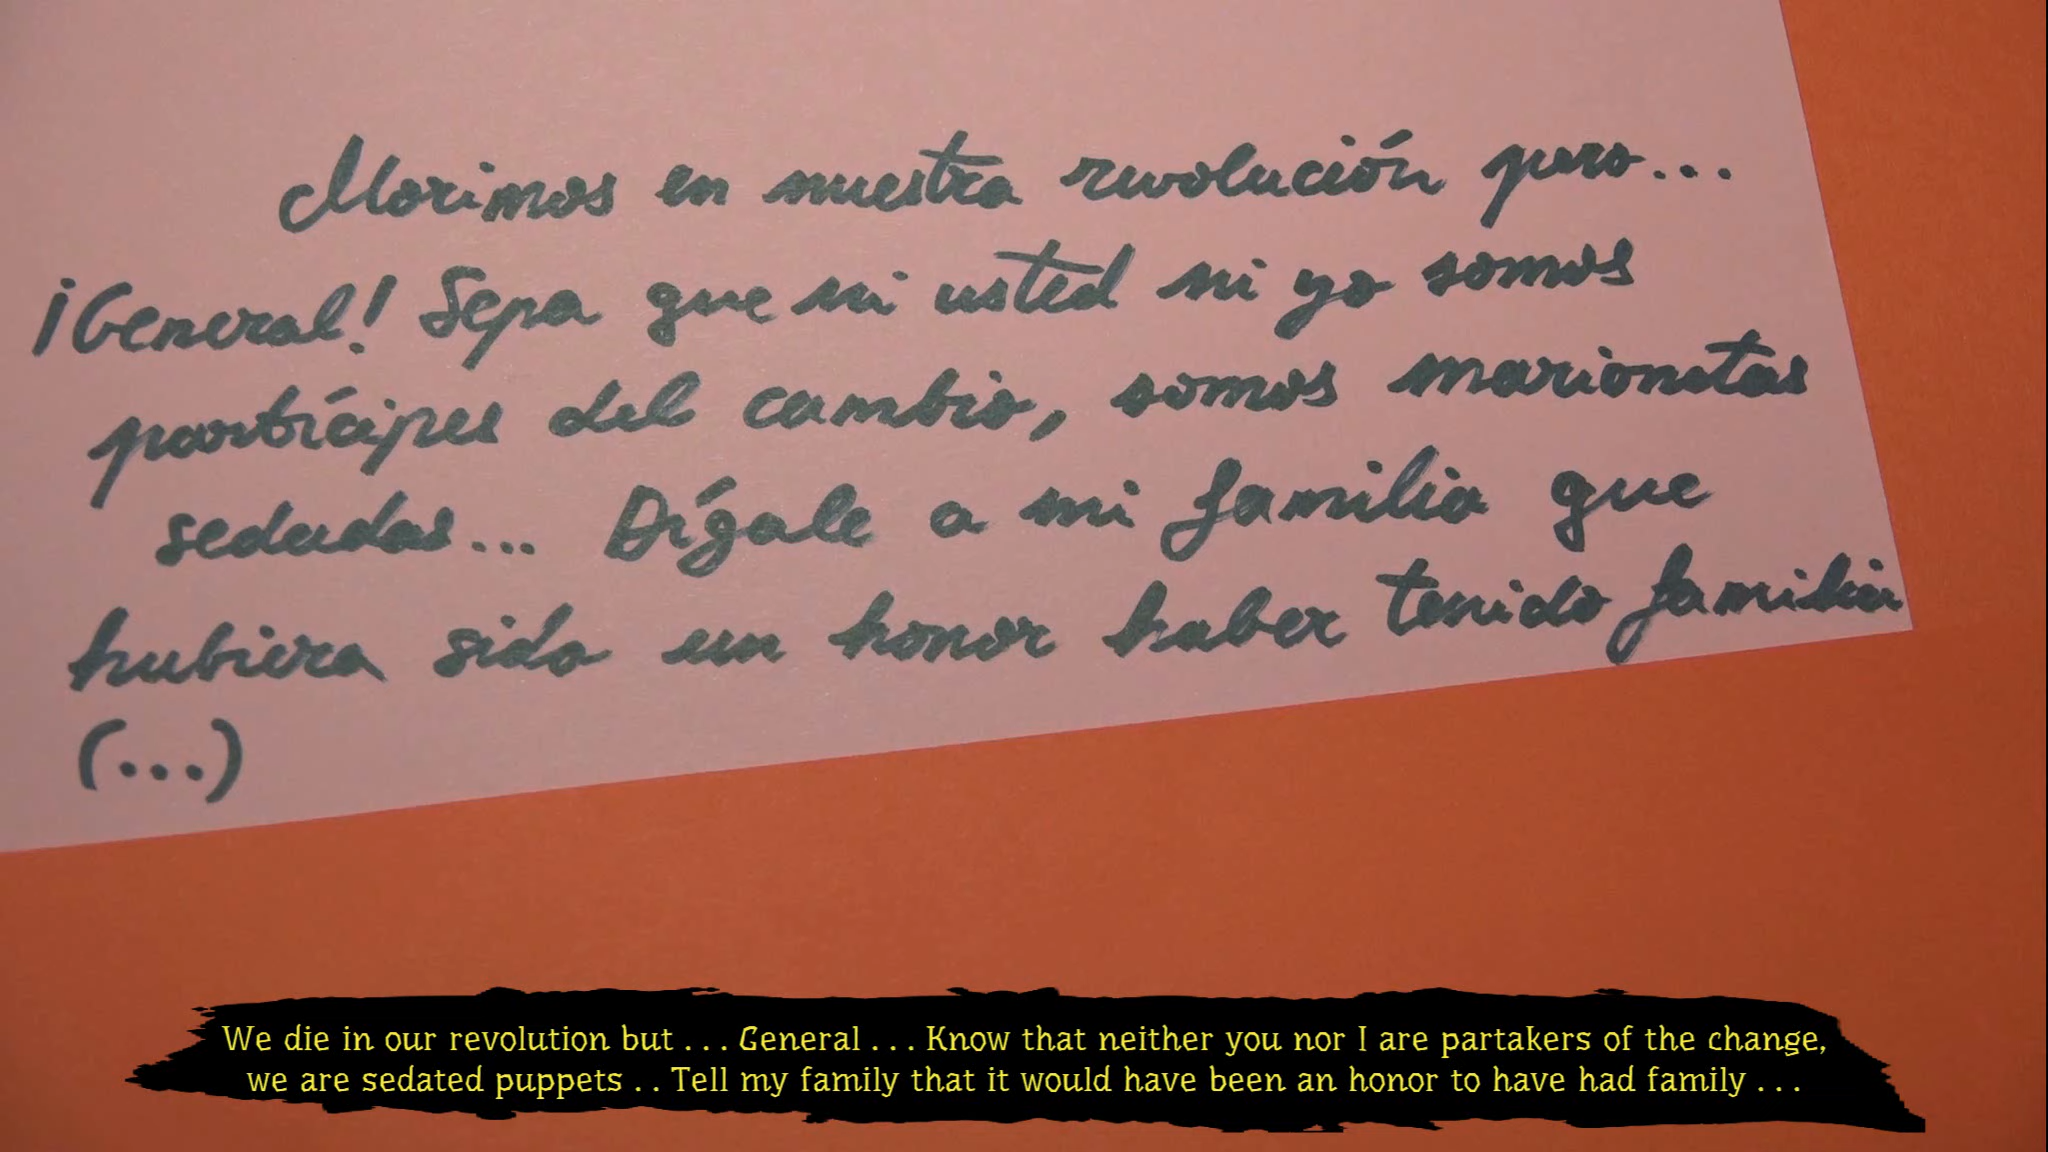 Morimos en nuestra revolución pero...
¡General! Sepa que ni usted ni yo somos
partícipes del cambio, somos marionetas
sedadas... Dígale a mi familia que
hubiera sido un honor haber tenido familia
(...)
We die in our revolution but . . . General . . . Know that neither you nor I are partakers of the change,
we are sedated puppets . . Tell my family that it would have been an honor to have had family . . .